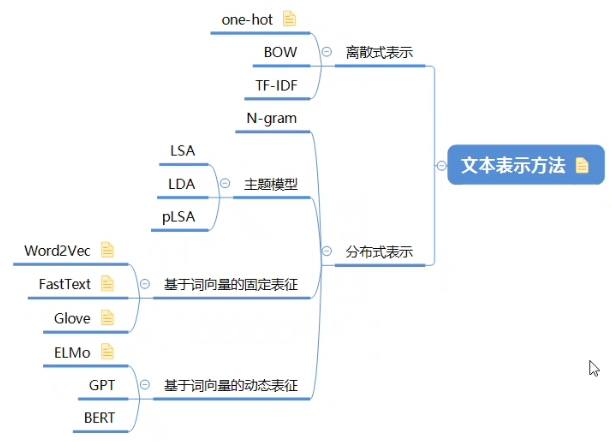 文本表示方法
离散式表示
one-hot
BOW
TF-IDF
分布式表示
N-gram
主题模型
LSA
LDA
pLSA
基于词向量的固定表征
Word2Vec
FastText
Glove
基于词向量的动态表征
ELMo
GPT
BERT